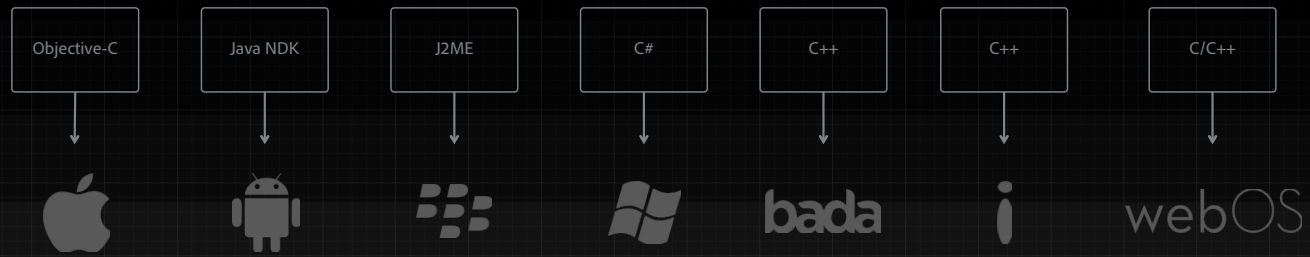 Objective-C
Java NDK
J2ME
C#
C++
C++
C/C++
bada
i
webOS